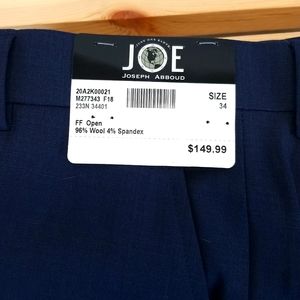 JOE
JOSEPH ABBOUD
20A2K00021
M277343 F18
233N 34401
SIZE
34
FF Open
96% Wool 4% Spandex
$149.99